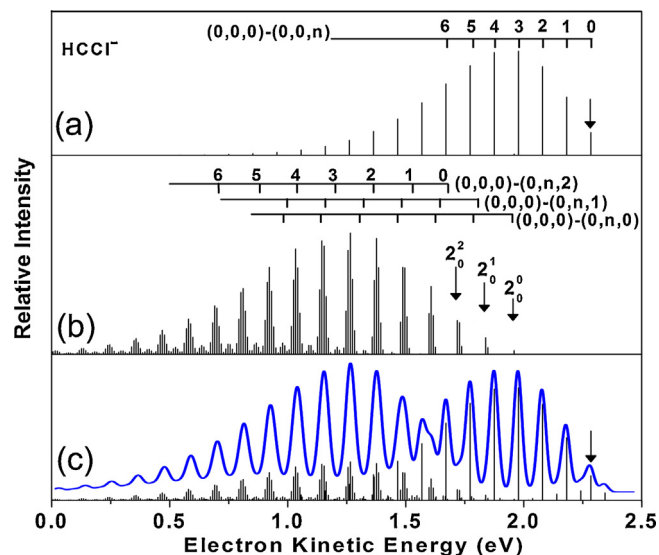 (0,0,0)-(0,0,n) 6 5 4 3 2 1 0
HCCl⁻
(a)
6 5 4 3 2 1 0 (0,0,0)-(0,n,2)
(0,0,0)-(0,n,1)
(0,0,0)-(0,n,0)
2₀² 2₀¹ 2₀⁰
(b)
(c)
Relative Intensity
0.0 0.5 1.0 1.5 2.0 2.5
Electron Kinetic Energy (eV)